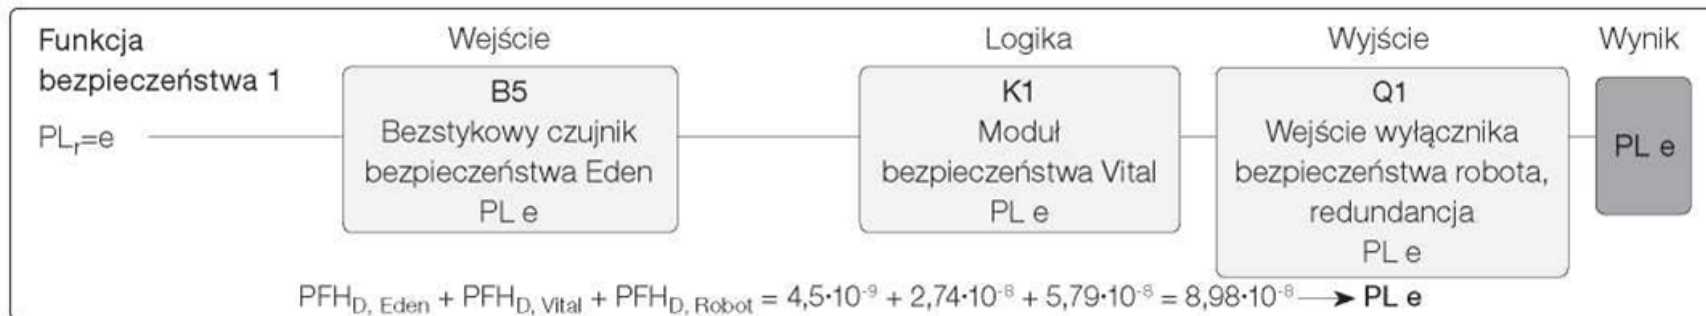 Funkcja
bezpieczeństwa 1
PLr=e
Wejście
B5
Bezstykowy czujnik
bezpieczeństwa Eden
PL e
Logika
K1
Moduł
bezpieczeństwa Vital
PL e
Wyjście
Q1
Wejście wyłącznika
bezpieczeństwa robota,
redundancja
PL e
Wynik
PL e
PFHD, Eden + PFHD, Vital + PFHD, Robot = 4,5•10⁻⁹ + 2,74•10⁻⁸ + 5,79•10⁻⁸ = 8,98•10⁻⁸ → PL e